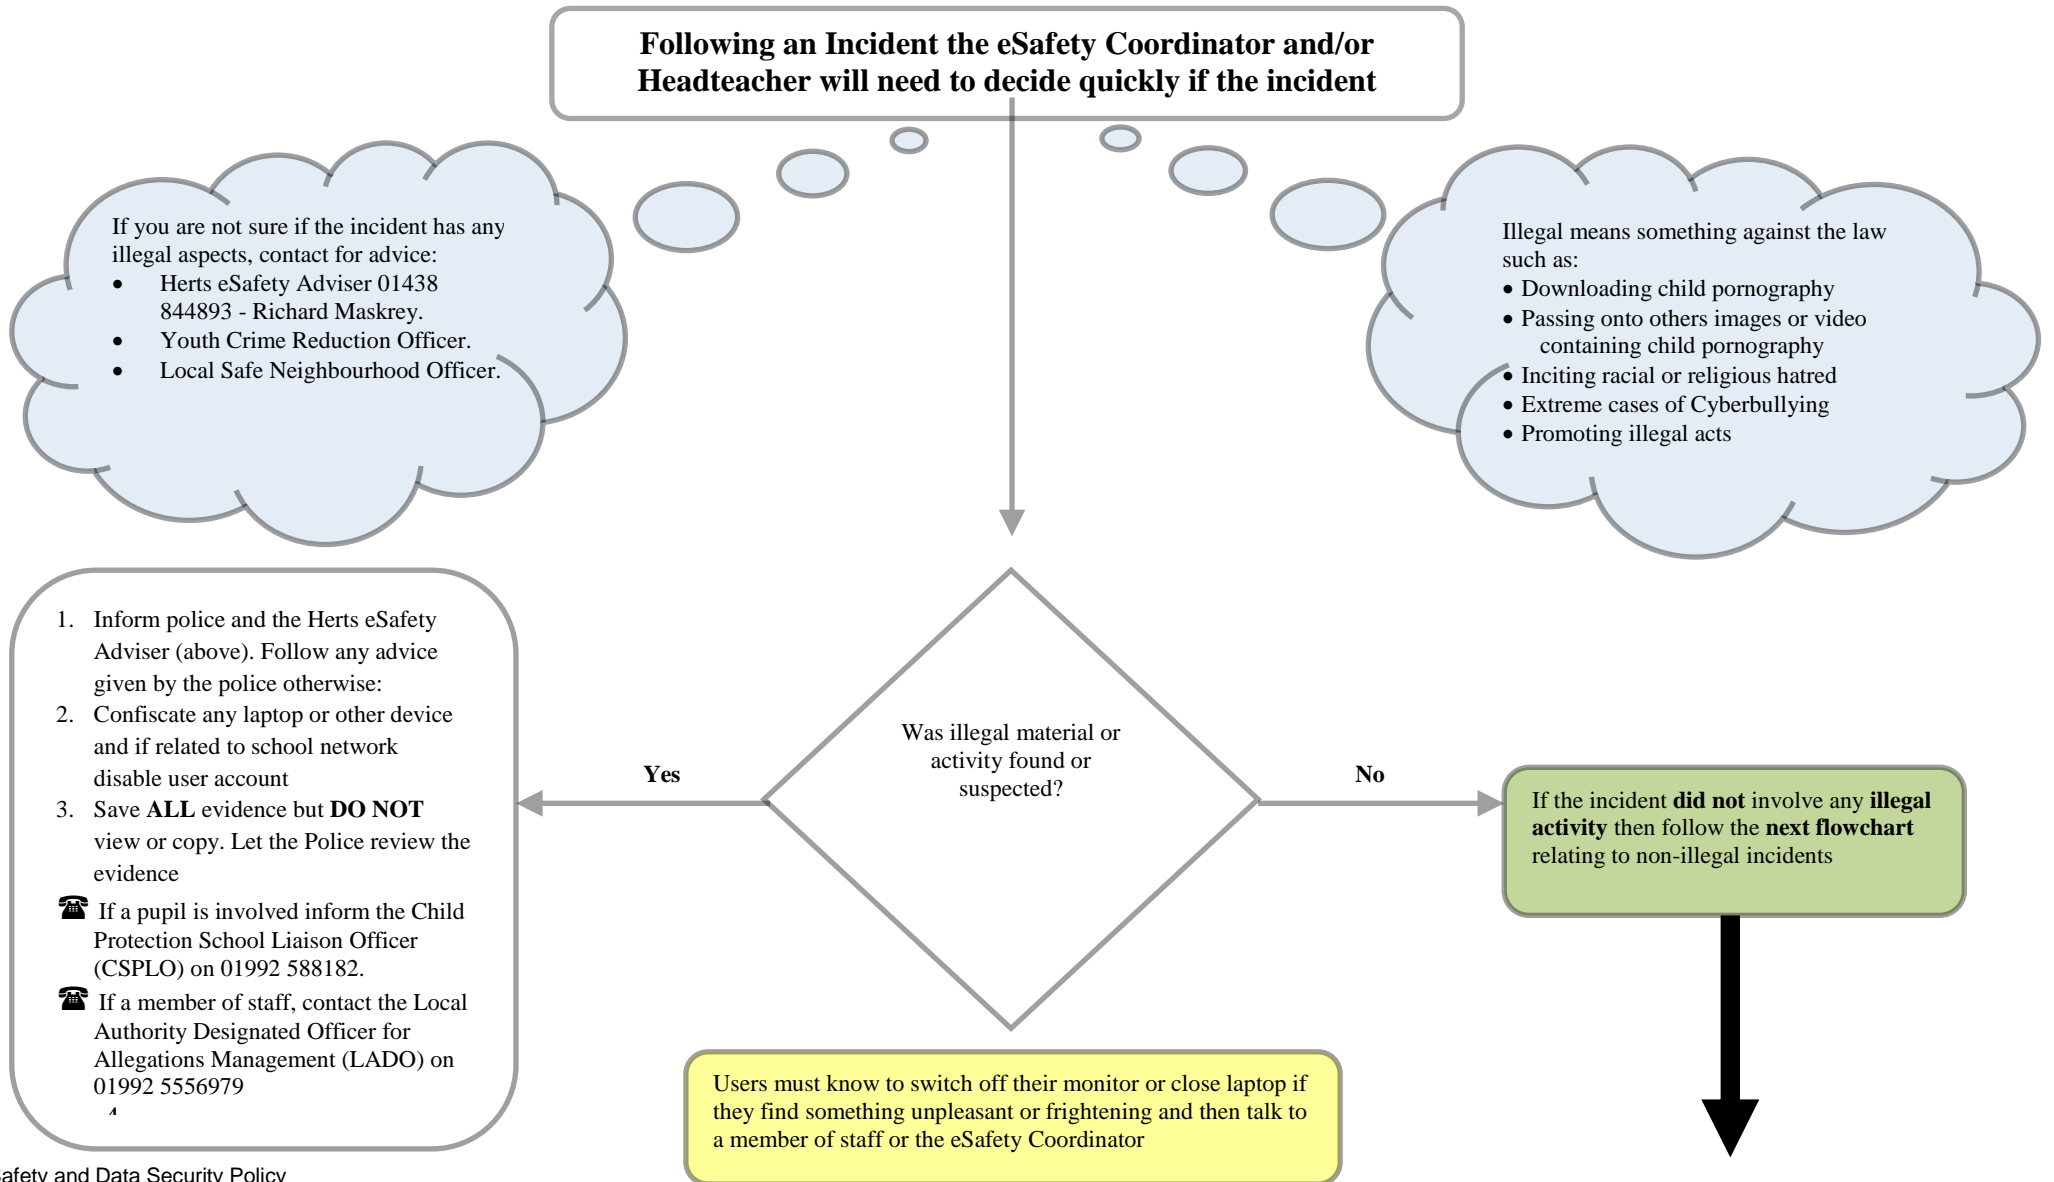 Following an Incident the eSafety Coordinator and/or
Headteacher will need to decide quickly if the incident
If you are not sure if the incident has any
illegal aspects, contact for advice:
• Herts eSafety Adviser 01438
844893 - Richard Maskrey.
• Youth Crime Reduction Officer.
• Local Safe Neighbourhood Officer.
Illegal means something against the law
such as:
• Downloading child pornography
• Passing onto others images or video
containing child pornography
• Inciting racial or religious hatred
• Extreme cases of Cyberbullying
• Promoting illegal acts
1. Inform police and the Herts eSafety
Adviser (above). Follow any advice
given by the police otherwise:
2. Confiscate any laptop or other device
and if related to school network
disable user account
3. Save ALL evidence but DO NOT
view or copy. Let the Police review the
evidence
☎ If a pupil is involved inform the Child
Protection School Liaison Officer
(CSPLO) on 01992 588182.
☎ If a member of staff, contact the Local
Authority Designated Officer for
Allegations Management (LADO) on
01992 5556979
Was illegal material or
activity found or
suspected?
Yes
No
If the incident did not involve any illegal
activity then follow the next flowchart
relating to non-illegal incidents
Users must know to switch off their monitor or close laptop if
they find something unpleasant or frightening and then talk to
a member of staff or the eSafety Coordinator
afety and Data Security Policy